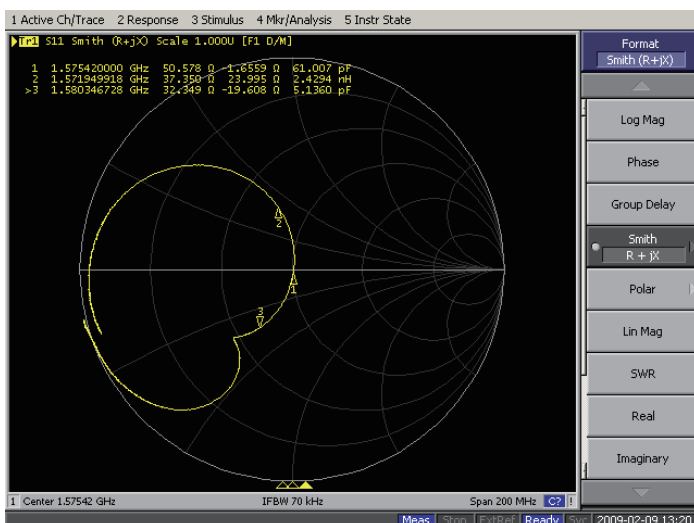 1 Active Ch/Trace 2 Response 3 Stimulus 4 Mkr/Analysis 5 Instr State
Tr1 S11 Smith (R+jX) Scale 1.000U [F1 D/M]
1 1.575420000 GHz 50.578 Ω -1.6559 Ω 61.007 pF
2 1.571949918 GHz 37.350 Ω 23.995 Ω 2.4294 nH
>3 1.580346728 GHz 32.349 Ω -19.608 Ω 5.1360 pF
2
1
3
1 Center 1.57542 GHz IFBW 70 kHz Span 200 MHz C? !
Meas Stop ExtRef Ready Svc 2009-02-09 13:20
Format
Smith (R+jX)
Log Mag
Phase
Group Delay
Smith
R + jX
Polar
Lin Mag
SWR
Real
Imaginary